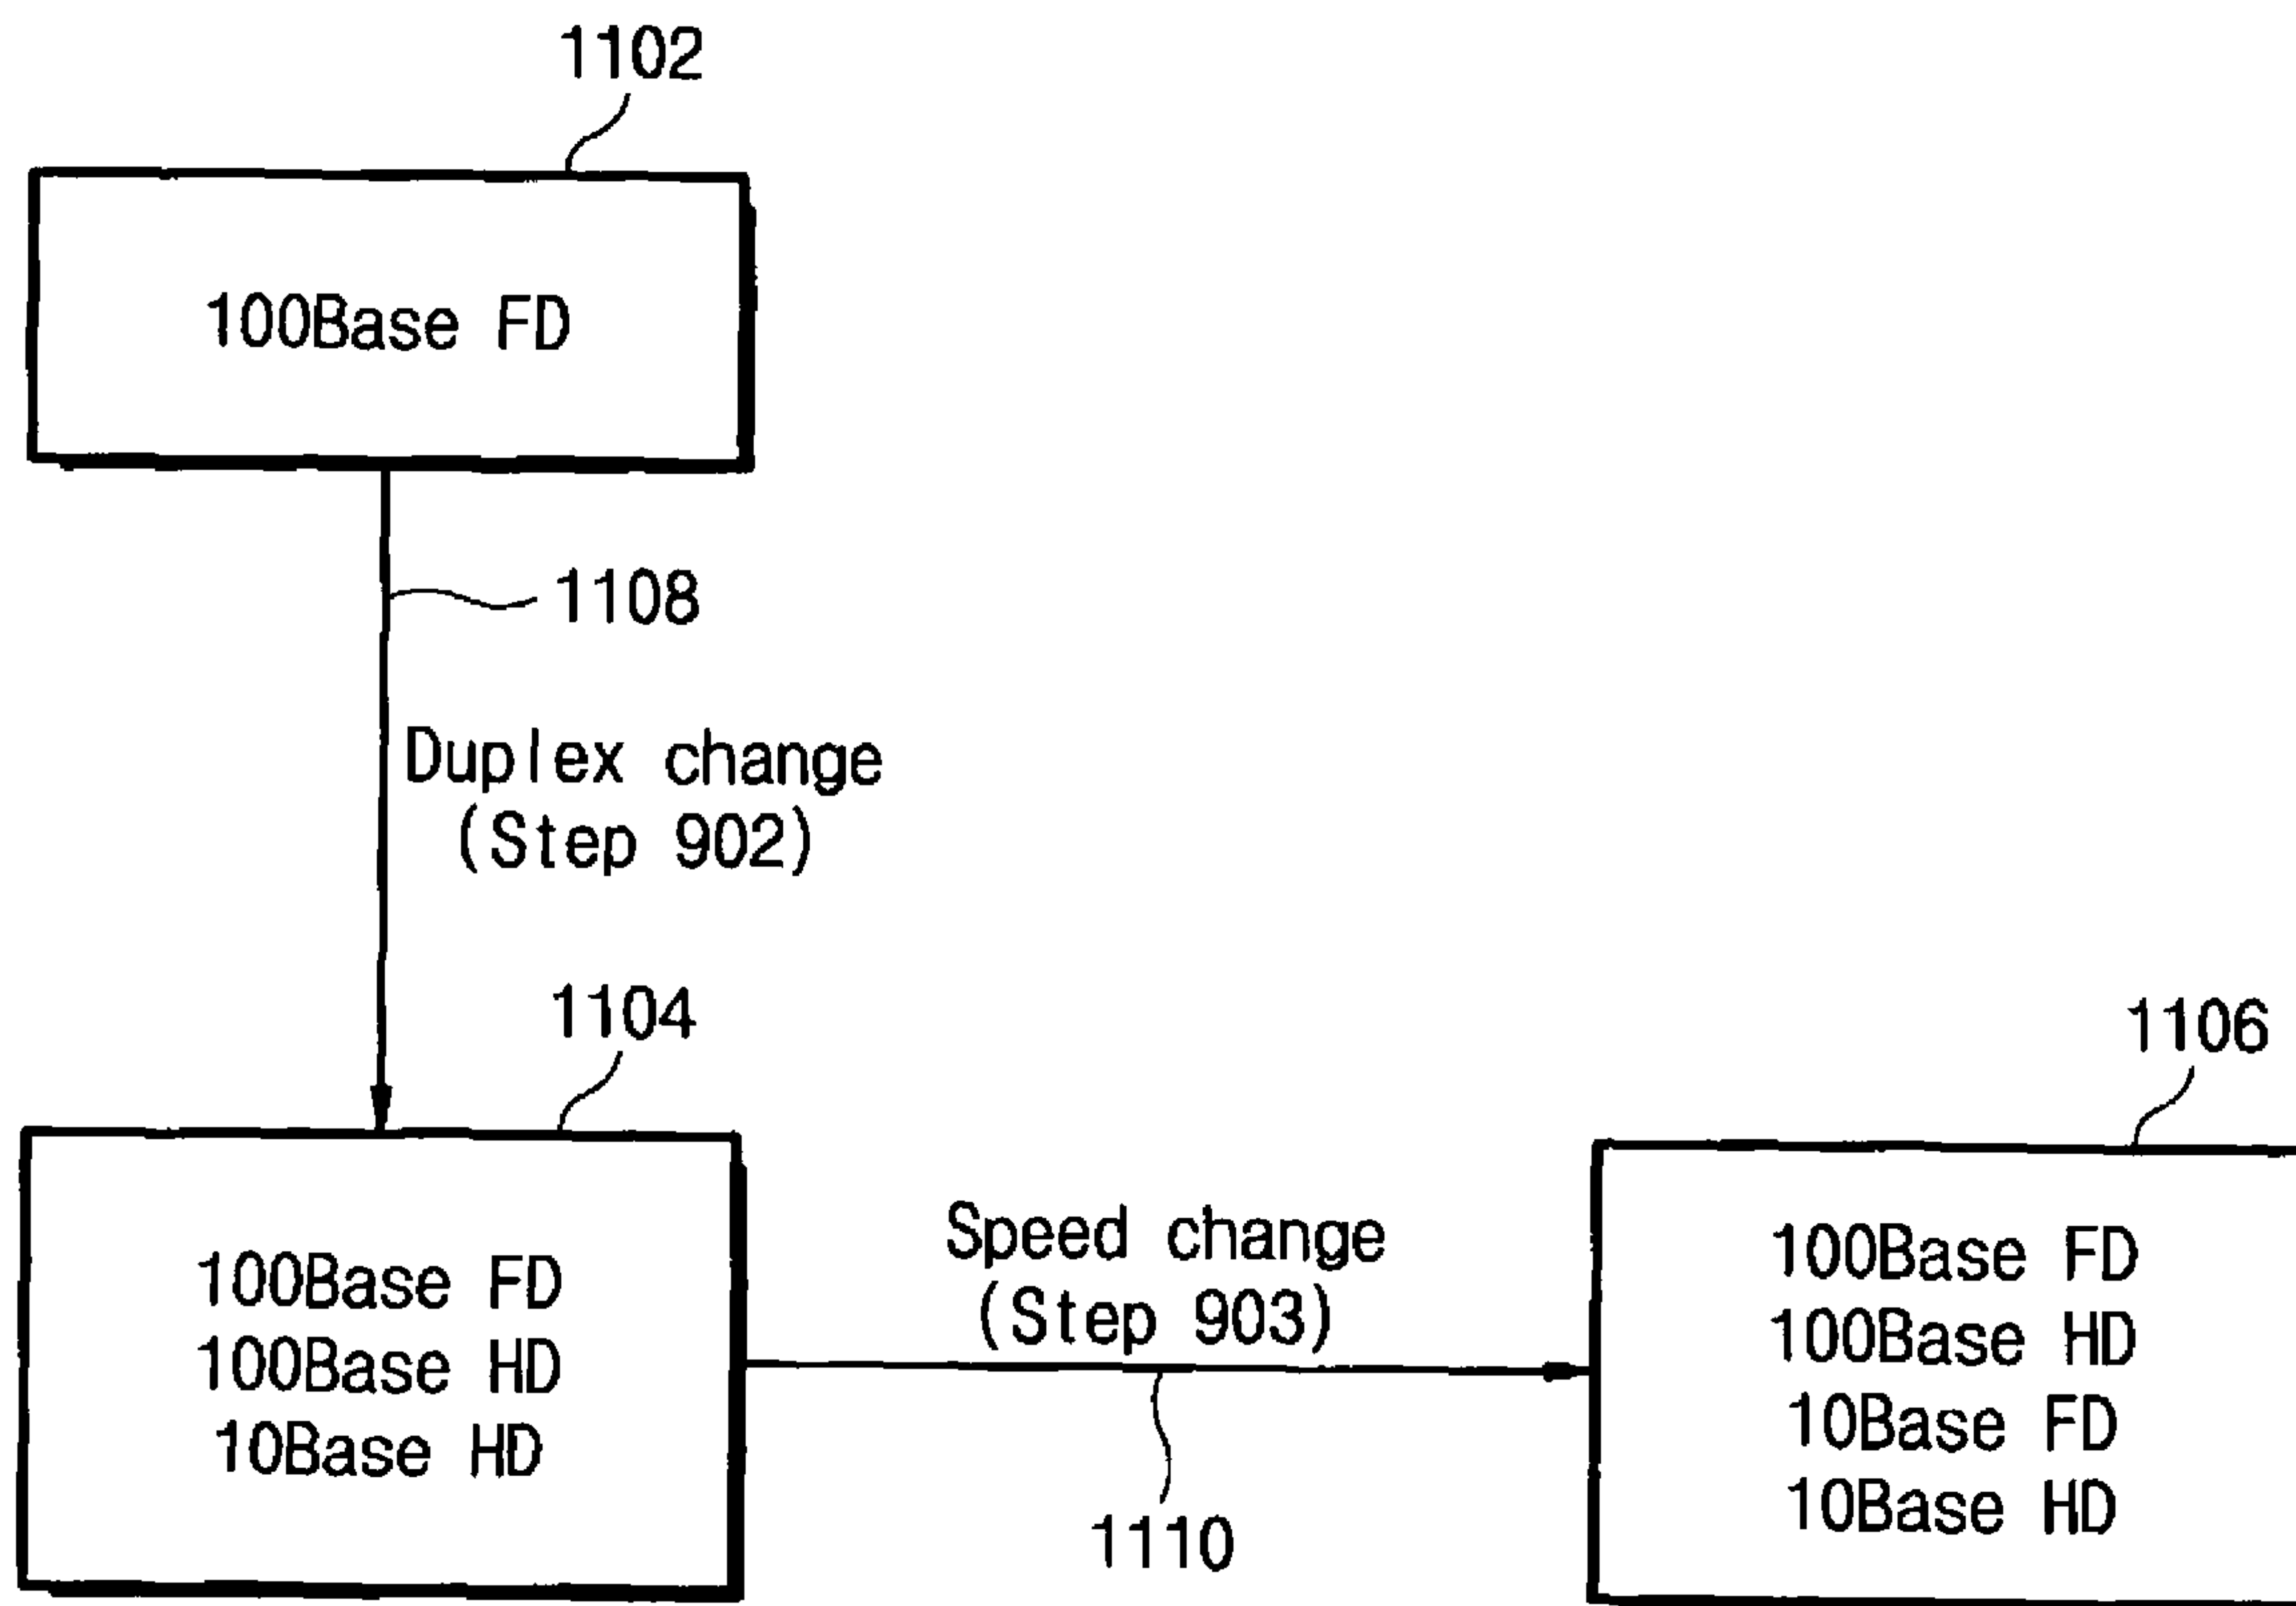 1102
100Base FD
1108
Duplex change
(Step 902)
1104
100Base FD
100Base HD
10Base HD
Speed change
(Step 903)
1110
1106
100Base FD
100Base HD
10Base FD
10Base HD